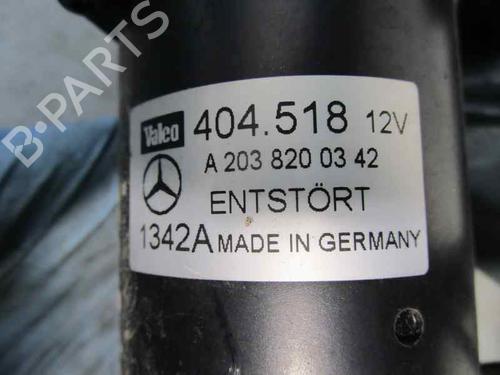 B-PARTS
Valeo 404.518 12V
A 203 820 03 42
ENTSTÖRT
1342A MADE IN GERMANY